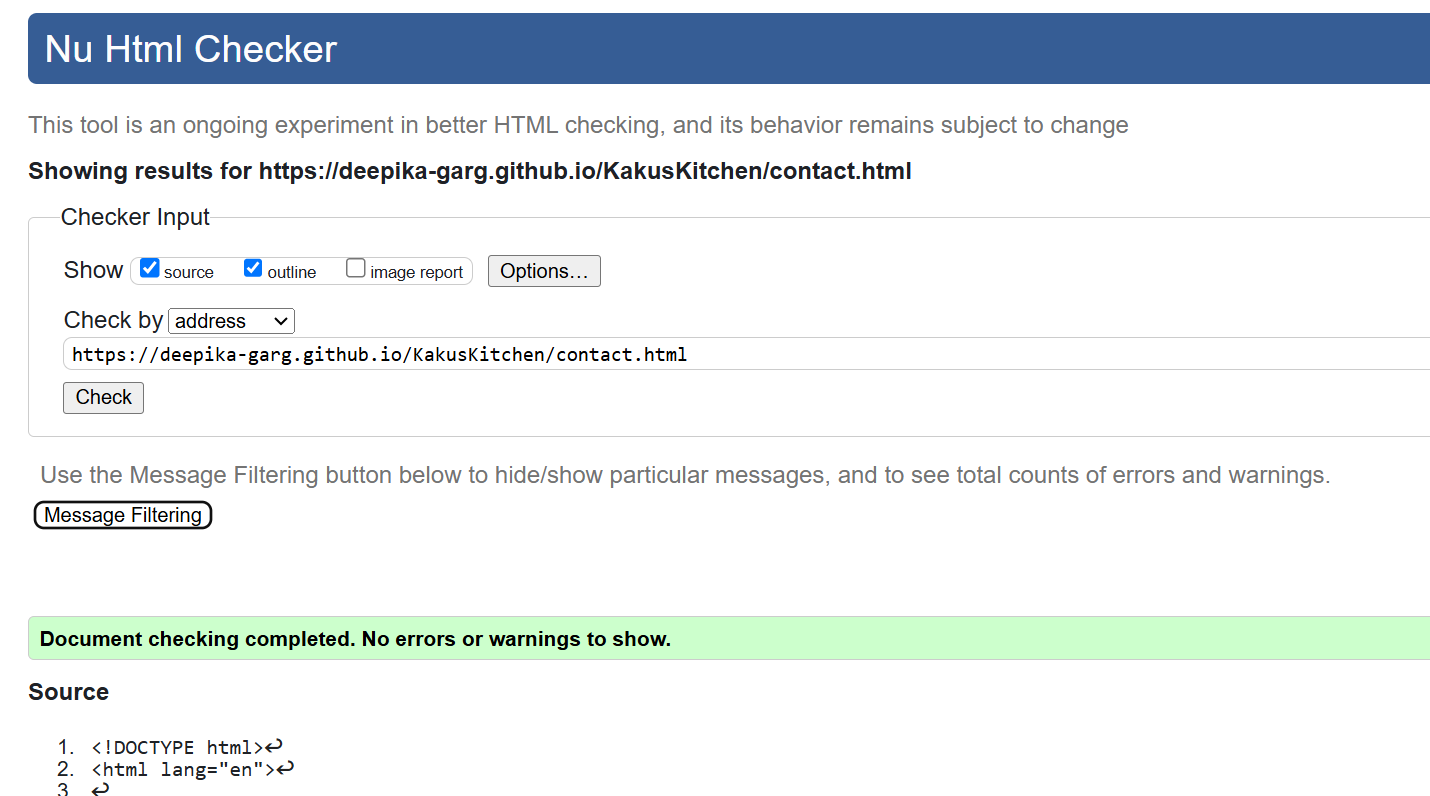 Nu Html Checker
This tool is an ongoing experiment in better HTML checking, and its behavior remains subject to change
Showing results for https://deepika-garg.github.io/KakusKitchen/contact.html
Checker Input
Show source outline image report Options...
Check by address
https://deepika-garg.github.io/KakusKitchen/contact.html
Check
Use the Message Filtering button below to hide/show particular messages, and to see total counts of errors and warnings.
Message Filtering
Document checking completed. No errors or warnings to show.
Source
1. <!DOCTYPE html>↩
2. <html lang="en">↩
3. ↩